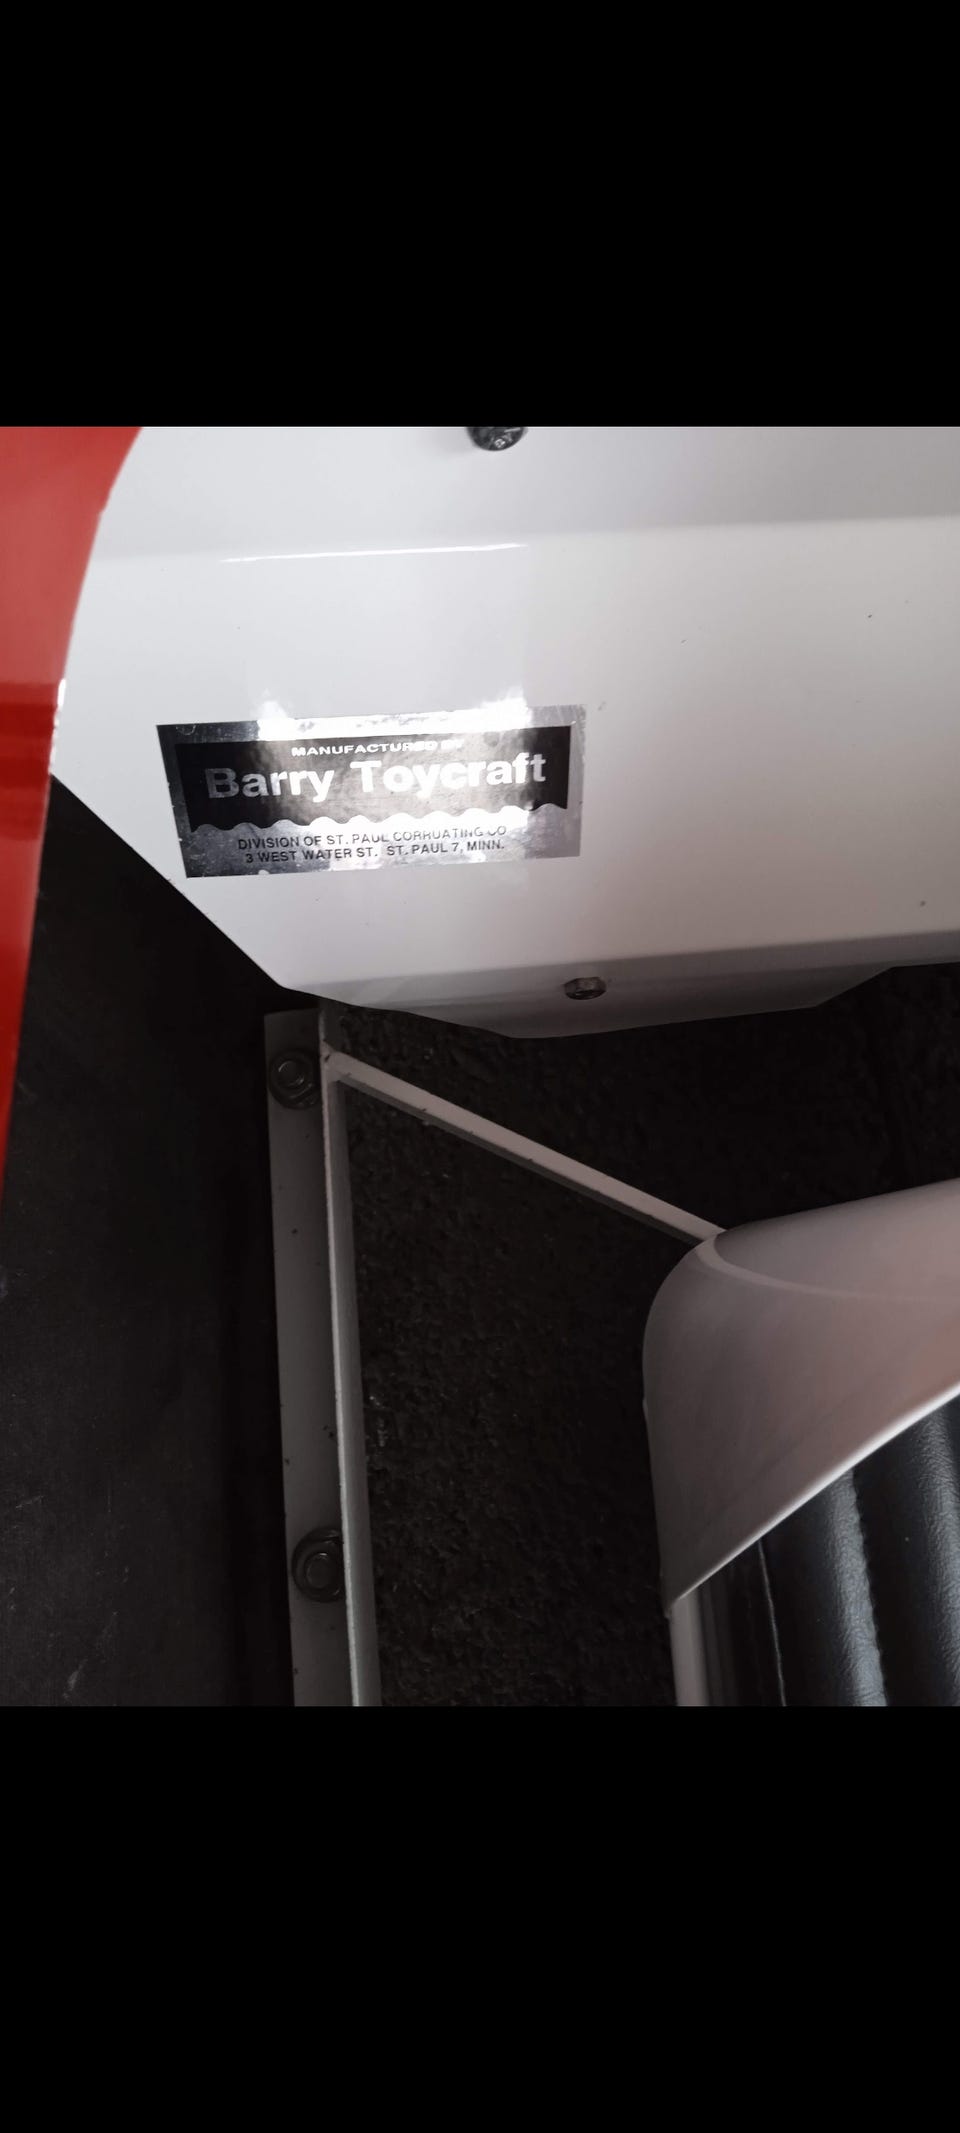 MANUFACTURED BY
Barry Toycraft
DIVISION OF ST. PAUL CORRUATING CO
3 WEST WATER ST. ST. PAUL 7, MINN.